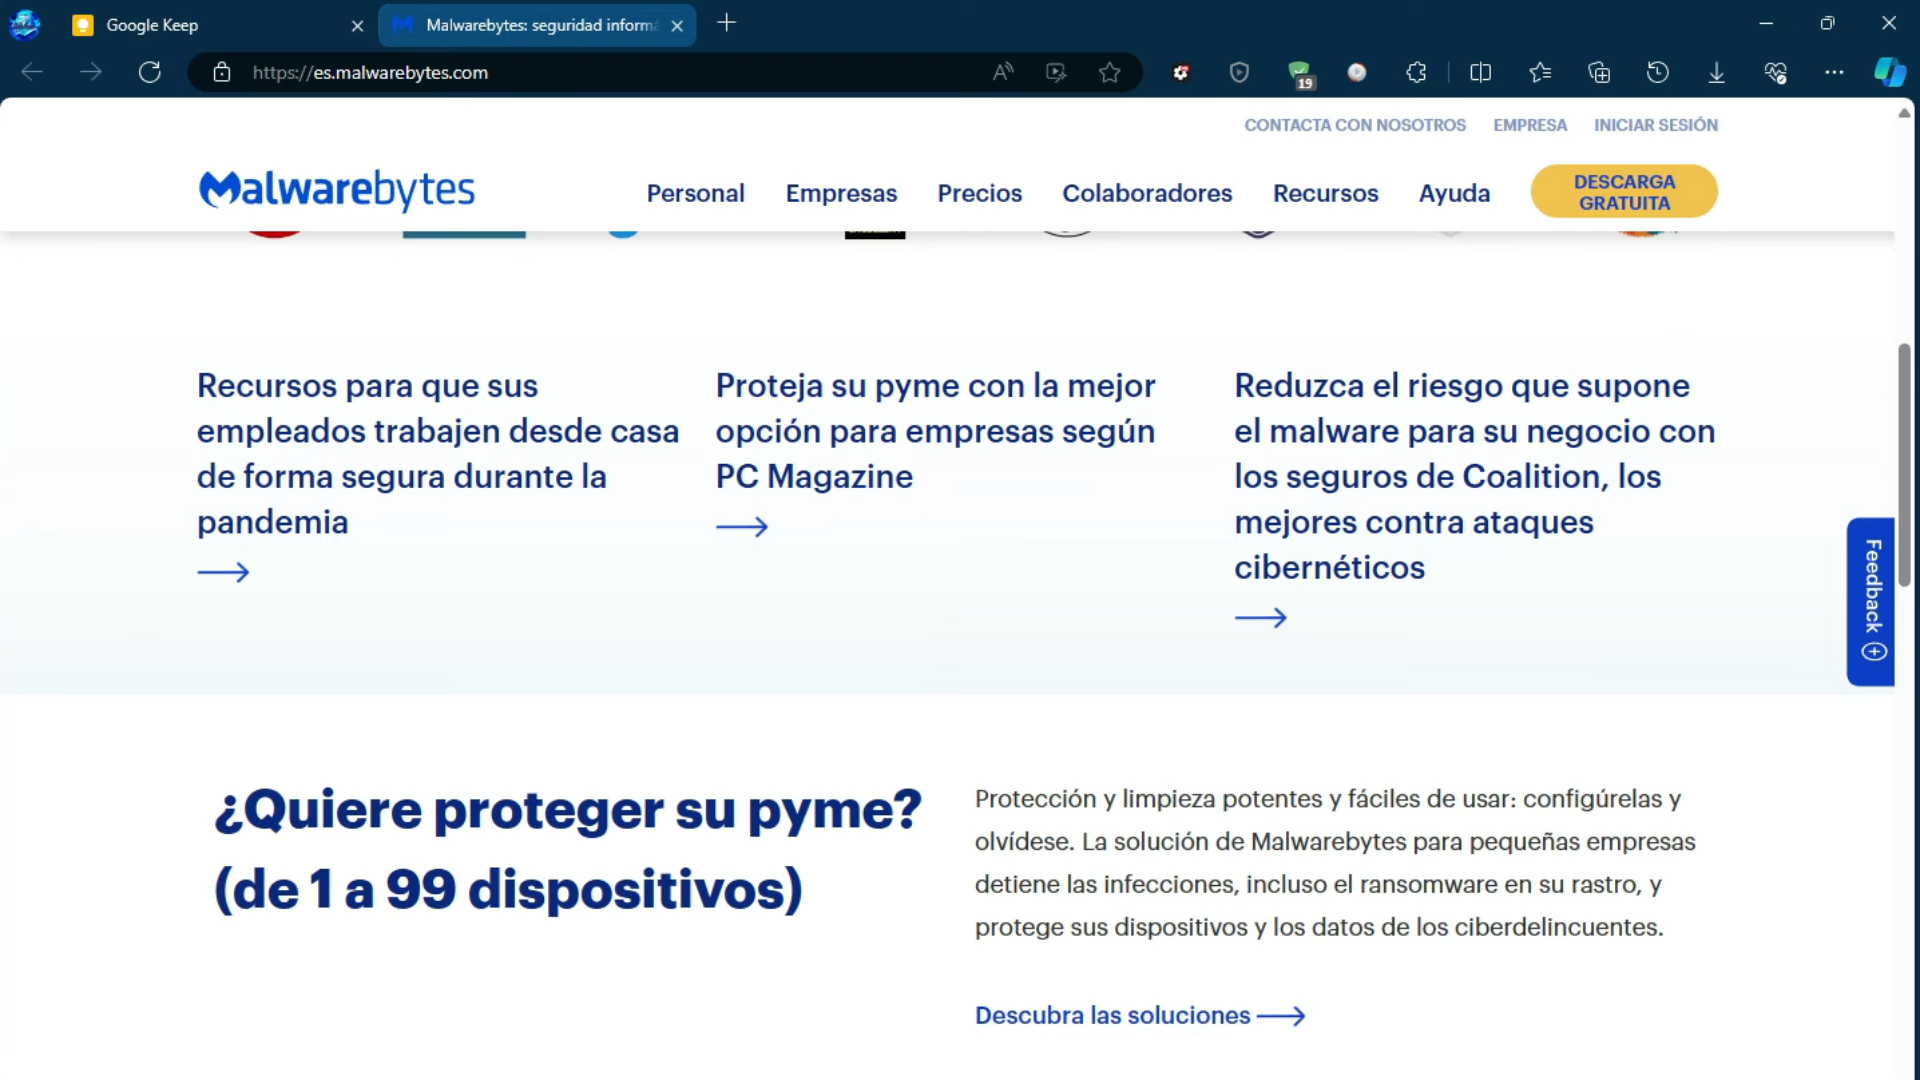 Google Keep
Malwarebytes: seguridad inform
https://es.malwarebytes.com
19
CONTACTA CON NOSOTROS EMPRESA INICIAR SESIÓN
Malwarebytes
Personal Empresas Precios Colaboradores Recursos Ayuda
DESCARGA
GRATUITA
Recursos para que sus
empleados trabajen desde casa
de forma segura durante la
pandemia
Proteja su pyme con la mejor
opción para empresas según
PC Magazine
Reduzca el riesgo que supone
el malware para su negocio con
los seguros de Coalition, los
mejores contra ataques
cibernéticos
Feedback
¿Quiere proteger su pyme?
(de 1 a 99 dispositivos)
Protección y limpieza potentes y fáciles de usar: configúrelas y
olvídese. La solución de Malwarebytes para pequeñas empresas
detiene las infecciones, incluso el ransomware en su rastro, y
protege sus dispositivos y los datos de los ciberdelincuentes.
Descubra las soluciones